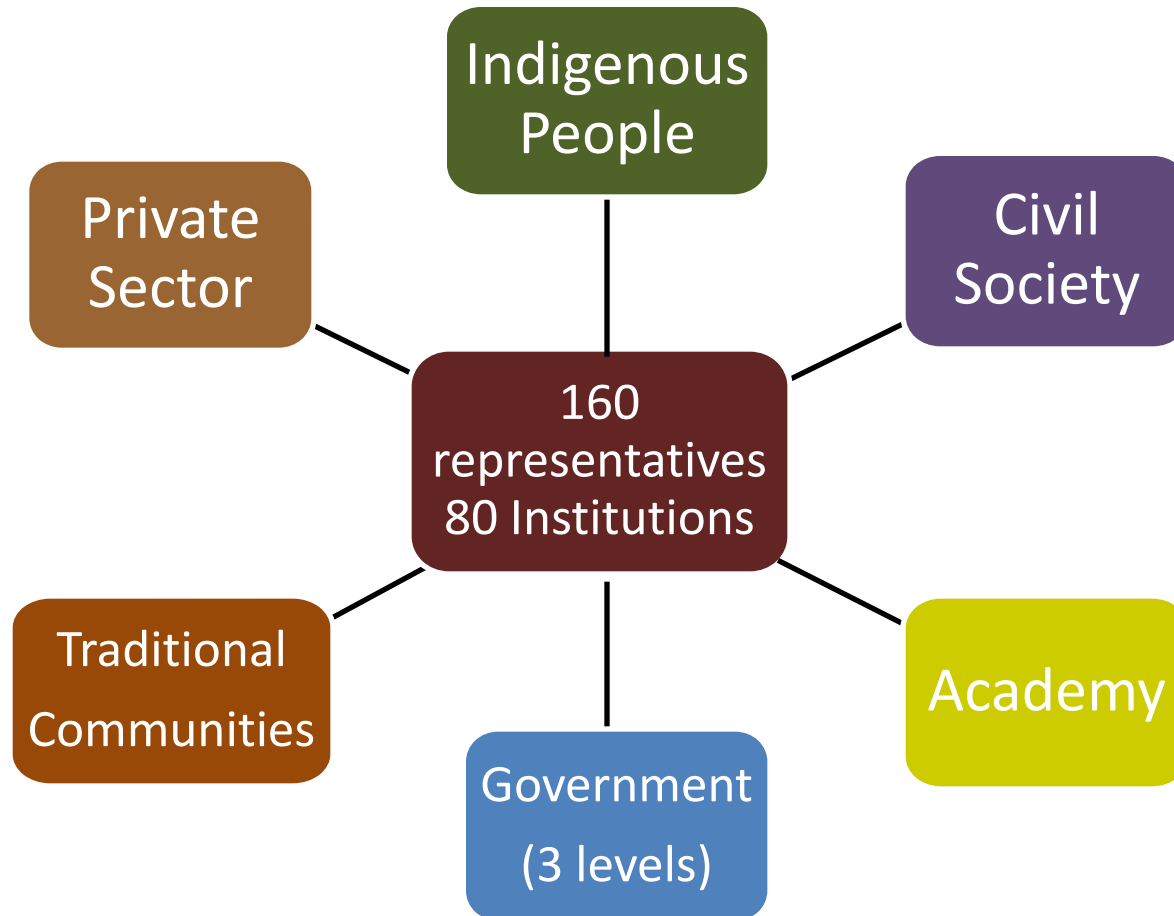 Indigenous
People
Private
Sector
Civil
Society
160
representatives
80 Institutions
Traditional
Communities
Academy
Government
(3 levels)